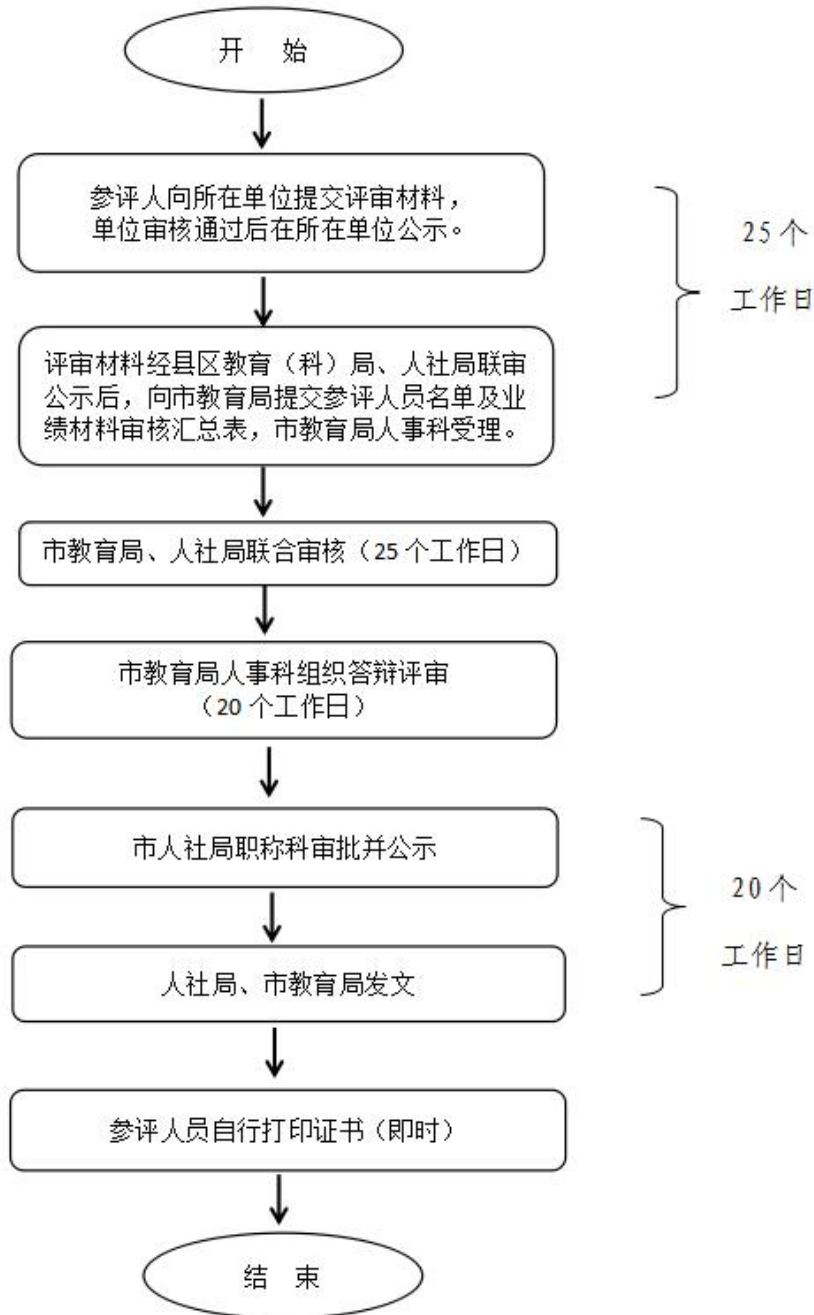 开 始
参评人向所在单位提交评审材料，
单位审核通过后在所在单位公示。
25个
工作日
评审材料经县区教育（科）局、人社局联审
公示后，向市教育局提交参评人员名单及业
绩材料审核汇总表，市教育局人事科受理。
市教育局、人社局联合审核（25个工作日）
市教育局人事科组织答辩评审
（20个工作日）
市人社局职称科审批并公示
20个
工作日
人社局、市教育局发文
参评人员自行打印证书（即时）
结 束